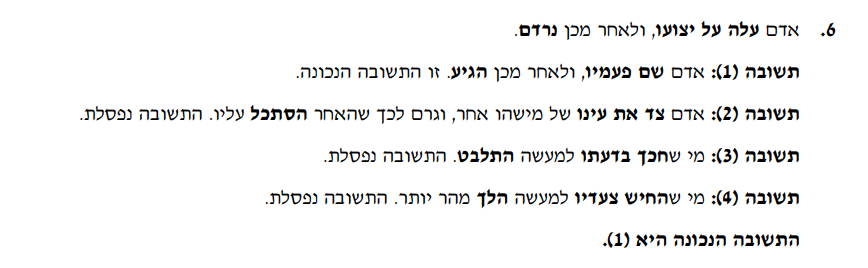 6. אדם עלה על יצועו, ולאחר מכן נרדם.
תשובה (1): אדם שם פעמיו, ולאחר מכן הגיע. זו התשובה הנכונה.
תשובה (2): אדם צד את עינו של מישהו אחר, וגרם לכך שהאחר הסתכל עליו. התשובה נפסלת.
תשובה (3): מי שחכך בדעתו למעשה התלבט. התשובה נפסלת.
תשובה (4): מי שהחיש צעדיו למעשה הלך מהר יותר. התשובה נפסלת.
התשובה הנכונה היא (1).